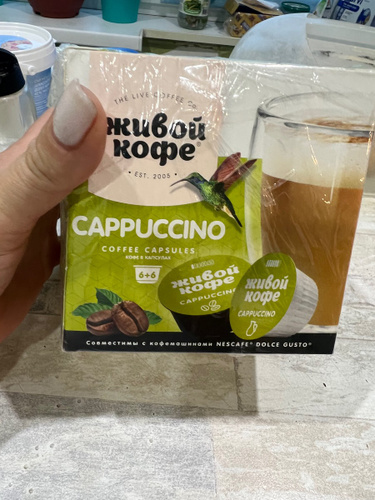 THE LIVE COFFEE CO.
живой
кофе®
• EST. 2005 •
CAPPUCCINO
COFFEE CAPSULES
КОФЕ В КАПСУЛАХ
6+6
живой
кофе
CAPPUCCINO
живой
кофе
CAPPUCCINO
Совместимы с кофемашинами NESCAFE® DOLCE GUSTO®